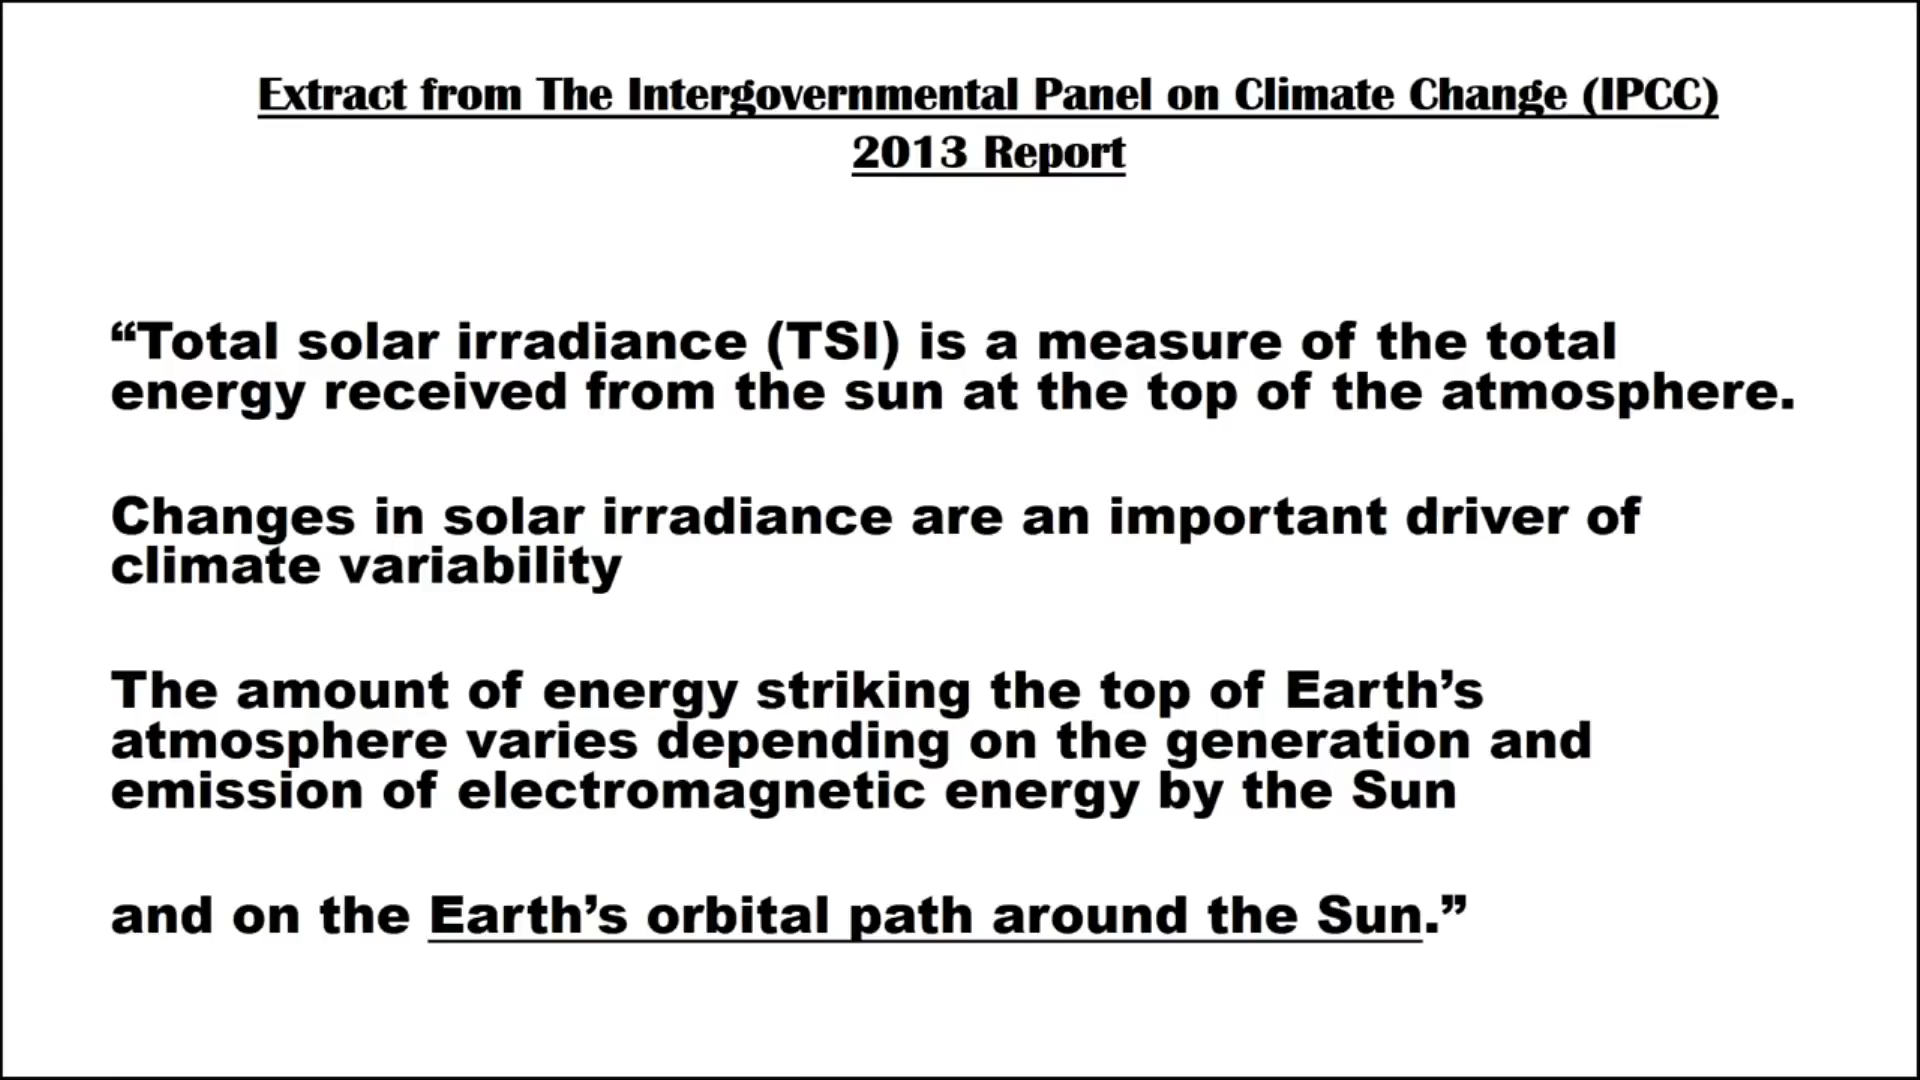 Extract from The Intergovernmental Panel on Climate Change (IPCC)
2013 Report
“Total solar irradiance (TSI) is a measure of the total
energy received from the sun at the top of the atmosphere.
Changes in solar irradiance are an important driver of
climate variability
The amount of energy striking the top of Earth’s
atmosphere varies depending on the generation and
emission of electromagnetic energy by the Sun
and on the Earth’s orbital path around the Sun.”